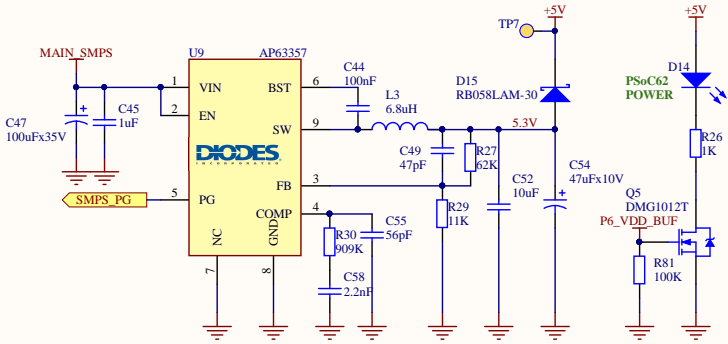 +5V
+5V
TP7
MAIN_SMPS
U9
AP63357
C44
100nF
D15
RB058LAM-30
D14
PSoC62
POWER
1
VIN
BST
6
L3
6.8uH
C47
100uFx35V
C45
1uF
2
EN
SW
9
5.3V
R26
1K
DIODES
INCORPORATED
C49
47pF
R27
62K
C54
47uFx10V
C52
10uF
FB
3
SMPS_PG
5
PG
COMP
4
Q5
DMG1012T
P6_VDD_BUF
R29
11K
C55
56pF
R30
909K
NC
GND
7
8
C58
2.2nF
R81
100K